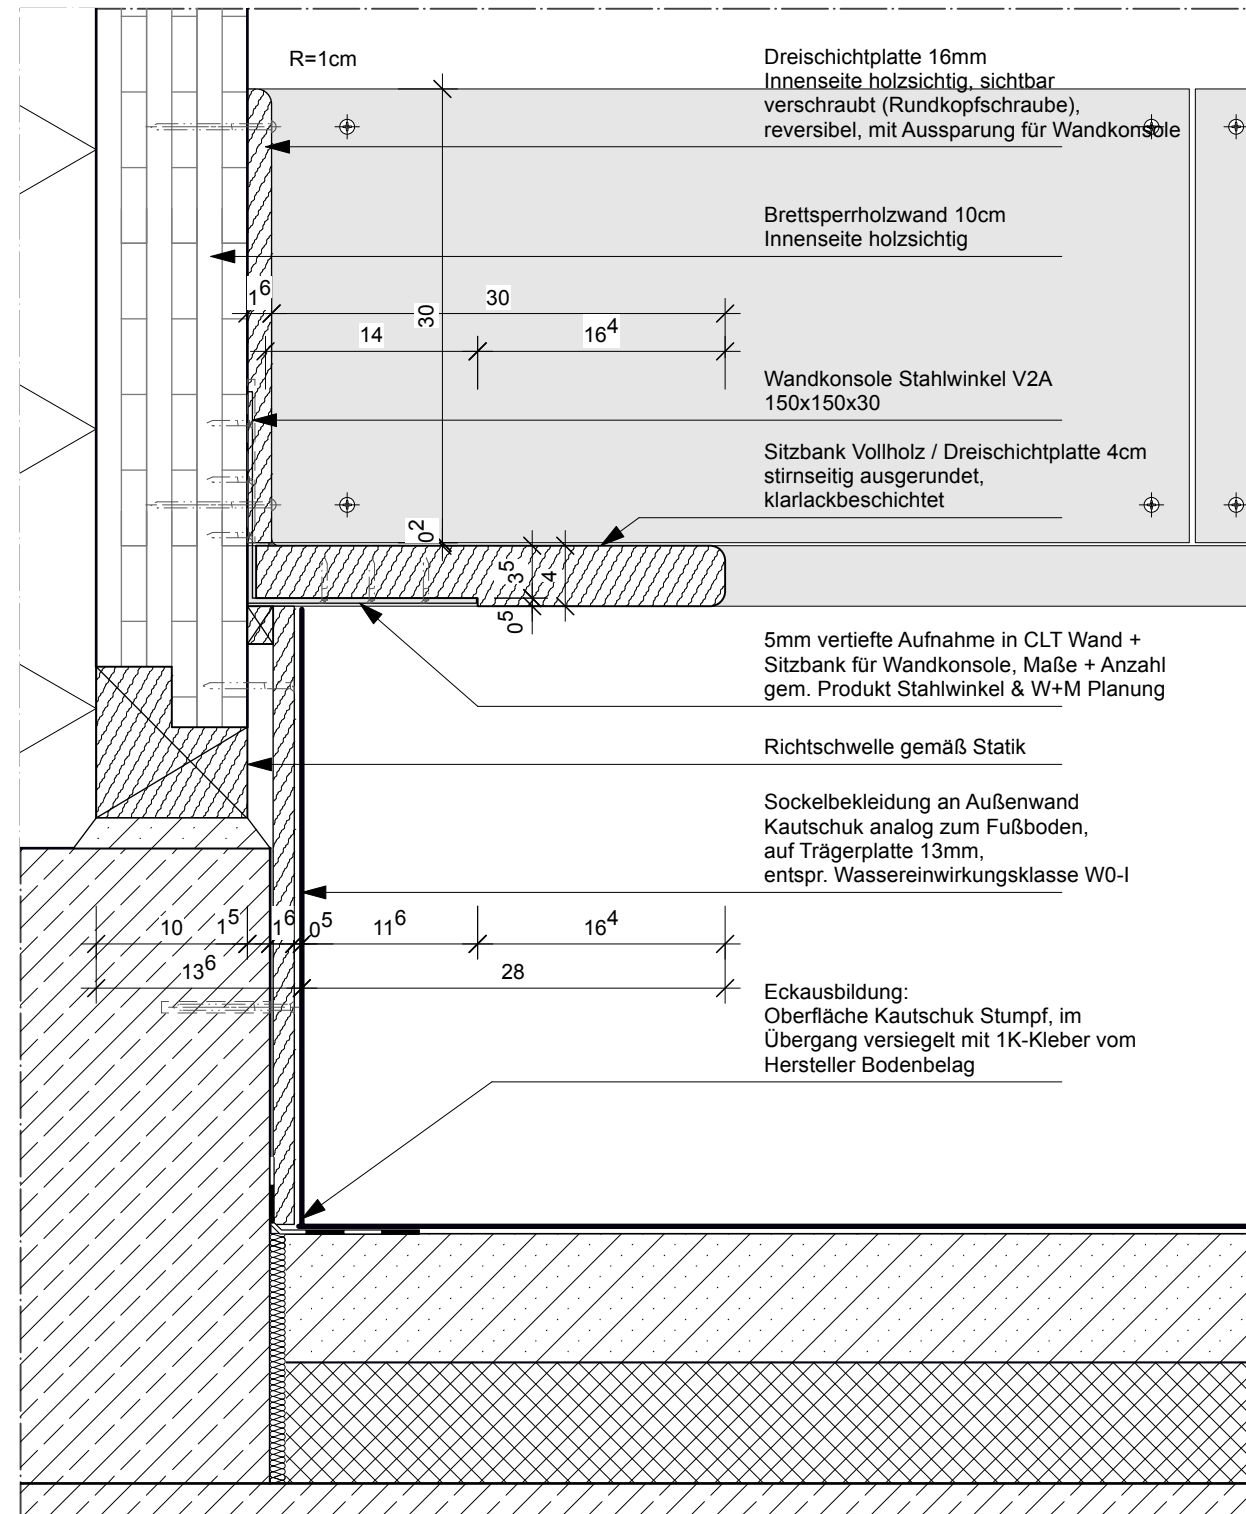 R=1cm
Dreischichtplatte 16mm
Innenseite holzsichtig, sichtbar
verschraubt (Rundkopfschraube),
reversibel, mit Aussparung für Wandkonsole
Brettsperrholzwand 10cm
Innenseite holzsichtig
1⁶
30
30
14
16⁴
Wandkonsole Stahlwinkel V2A
150x150x30
Sitzbank Vollholz / Dreischichtplatte 4cm
stirnseitig ausgerundet,
klarlackbeschichtet
0²
3⁵
4
0⁵
5mm vertiefte Aufnahme in CLT Wand +
Sitzbank für Wandkonsole, Maße + Anzahl
gem. Produkt Stahlwinkel & W+M Planung
Richtschwelle gemäß Statik
Sockelbekleidung an Außenwand
Kautschuk analog zum Fußboden,
auf Trägerplatte 13mm,
entspr. Wassereinwirkungsklasse W0-I
10
1⁵
1⁶
0⁵
11⁶
16⁴
13⁶
28
Eckausbildung:
Oberfläche Kautschuk Stumpf, im
Übergang versiegelt mit 1K-Kleber vom
Hersteller Bodenbelag